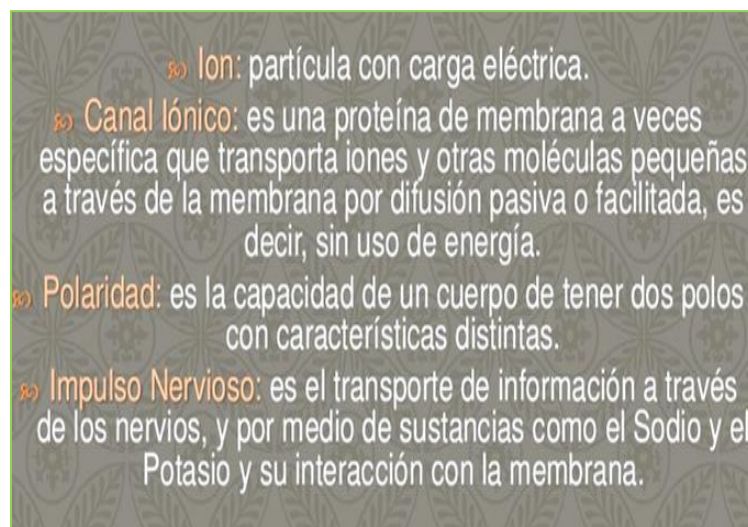 Ion: partícula con carga eléctrica.
Canal Iónico: es una proteína de membrana a veces
específica que transporta iones y otras moléculas pequeñas
a través de la membrana por difusión pasiva o facilitada, es
decir, sin uso de energía.
Polaridad: es la capacidad de un cuerpo de tener dos polos
con características distintas.
Impulso Nervioso: es el transporte de información a través
de los nervios, y por medio de sustancias como el Sodio y el
Potasio y su interacción con la membrana.